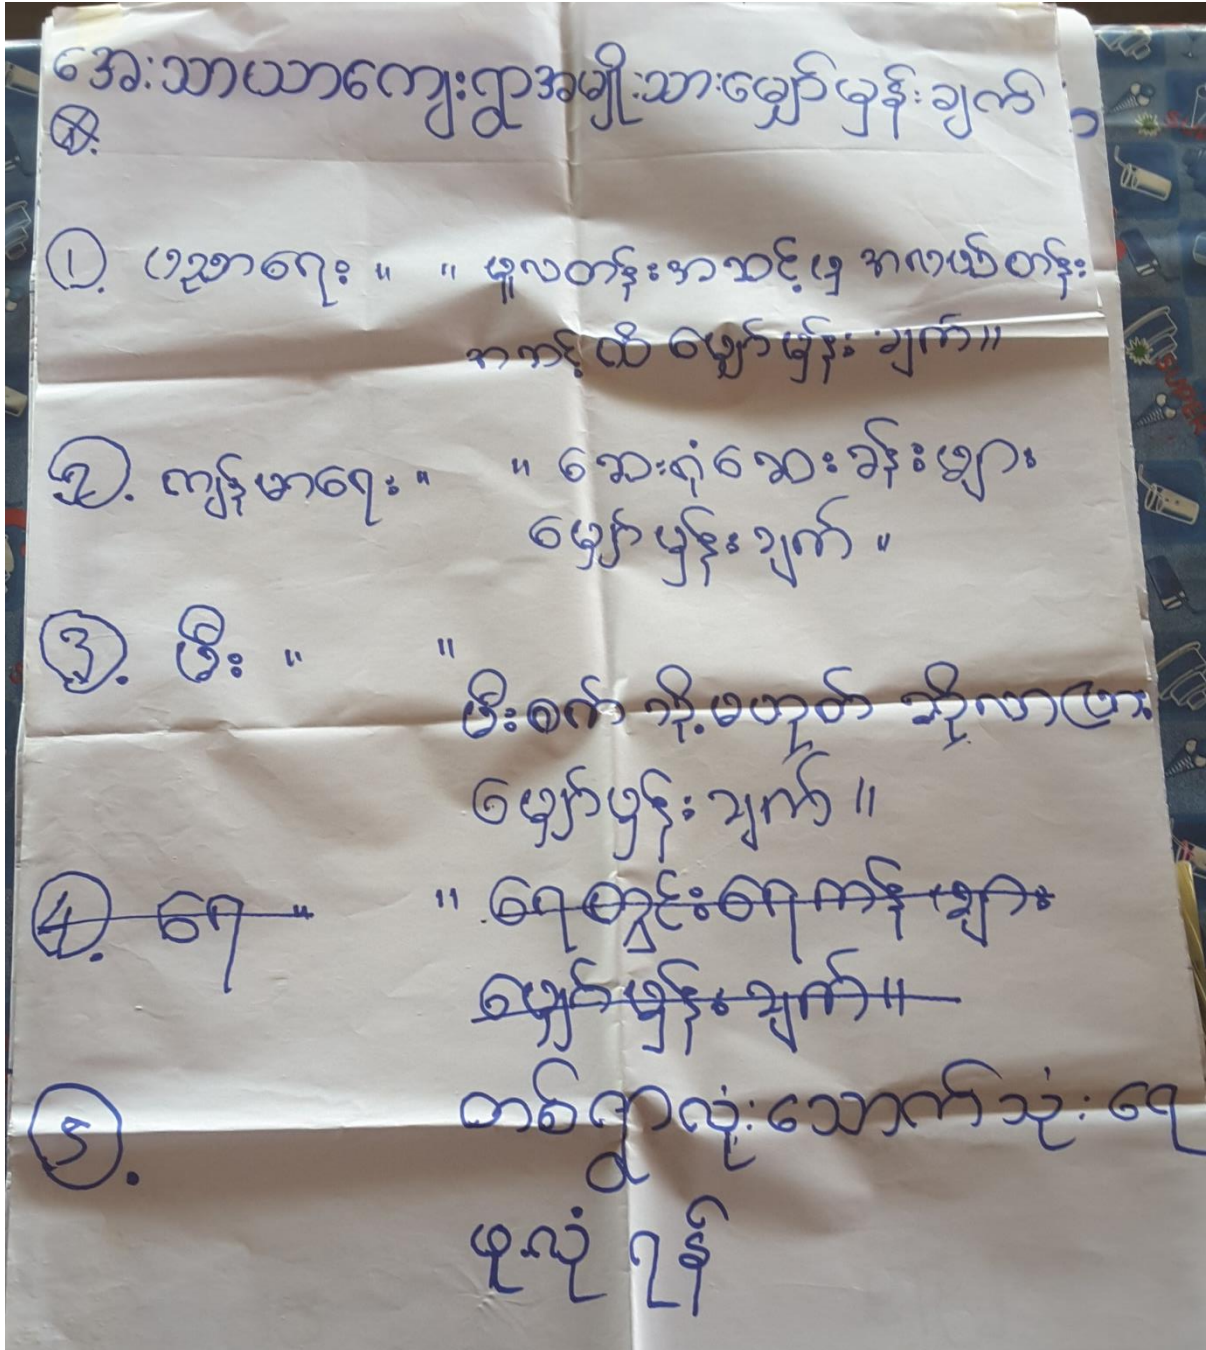 အေးသာယာကျေးရွာအမျိုးသားမျှော်မှန်းချက်
၁. ပညာရေး ။ ။ မူလတန်းအဆင့်မှ အလယ်တန်း
အဆင့်ထိ မျှော်မှန်းချက်။
၂. ကျန်းမာရေး ။ ။ ဆေးရုံဆေးခန်းများ
မျှော်မှန်းချက် ။
၃. မီး ။ ။
မီးစက် သို့မဟုတ် ဆိုလာပြား
မျှော်မှန်းချက် ။
၄. ရေ ။ ။ ရေတွင်းရေကန်များ
မျှော်မှန်းချက် ။
၅. တစ်ရွာလုံးသောက်သုံးရေ
ဖူလုံရန်